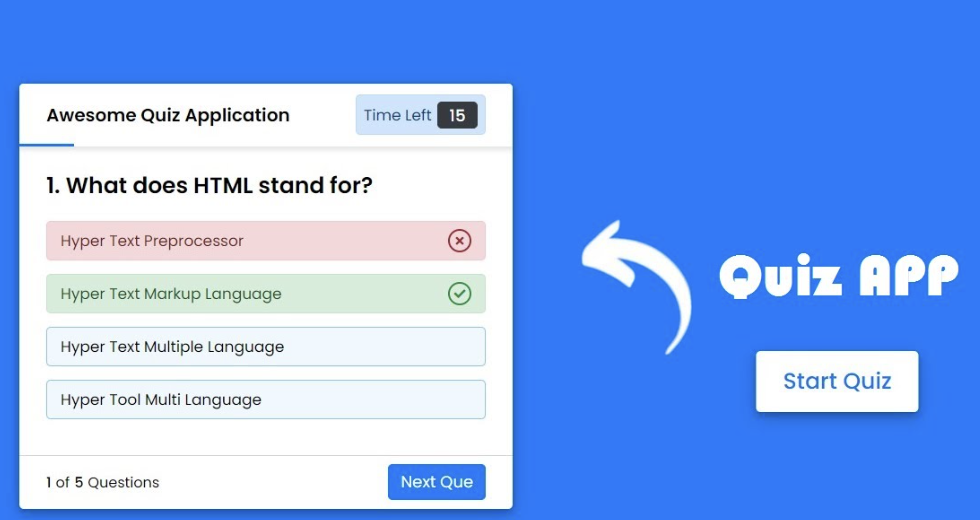 Awesome Quiz Application
Time Left 15
1. What does HTML stand for?
Hyper Text Preprocessor
Hyper Text Markup Language
Hyper Text Multiple Language
Hyper Tool Multi Language
1 of 5 Questions
Next Que
Quiz APP
Start Quiz